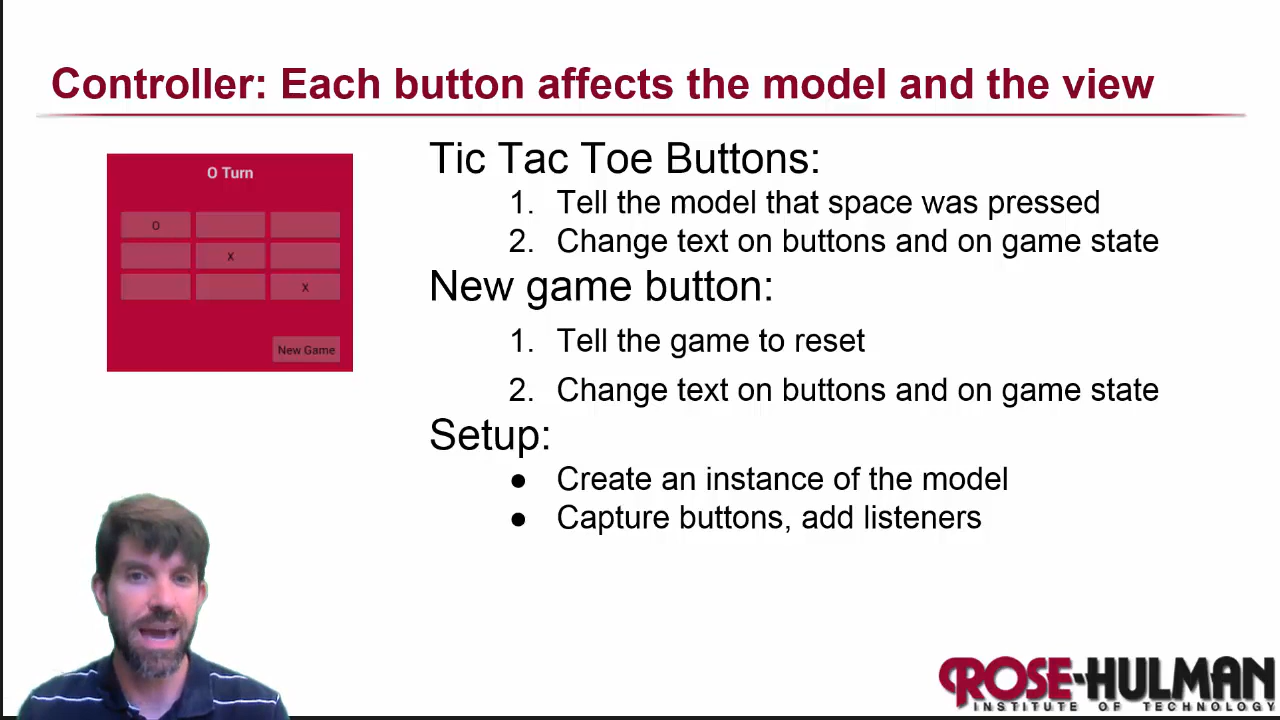 Controller: Each button affects the model and the view
O Turn
O
X
X
New Game
Tic Tac Toe Buttons:
1. Tell the model that space was pressed
2. Change text on buttons and on game state
New game button:
1. Tell the game to reset
2. Change text on buttons and on game state
Setup:
● Create an instance of the model
● Capture buttons, add listeners
ROSE-HULMAN
INSTITUTE OF TECHNOLOGY